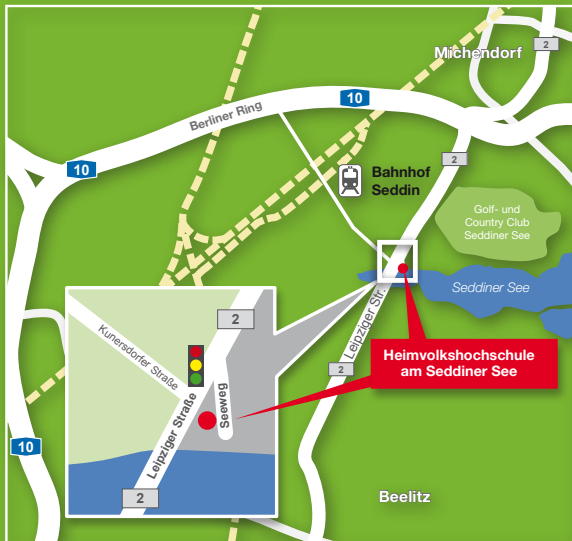 Michendorf
2
10
Berliner Ring
2
10
Bahnhof
Seddin
Golf- und
Country Club
Seddiner See
Seddiner See
Leipziger Str.
2
Heimvolkshochschule
am Seddiner See
2
Kunersdorfer Straße
Leipziger Straße
Seeweg
2
10
Beelitz